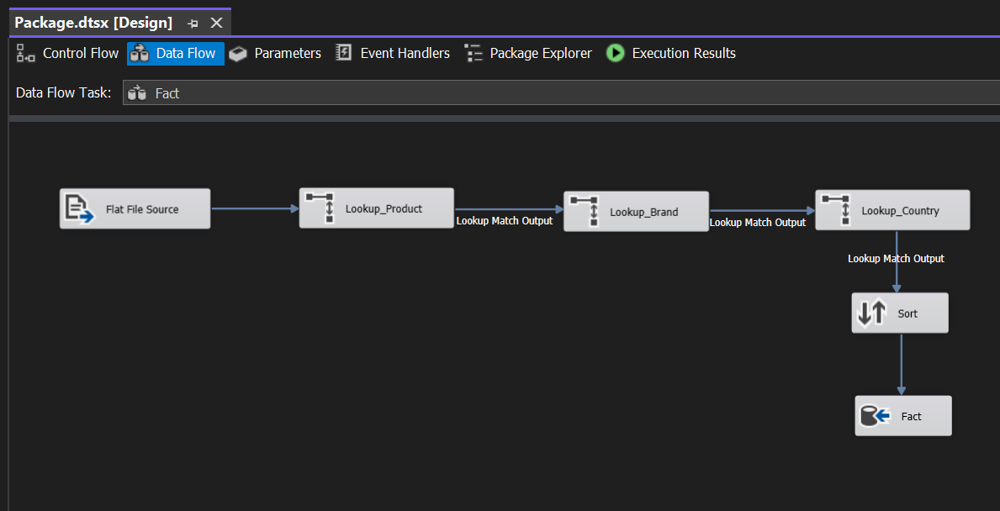 Package.dtsx [Design]
Control Flow Data Flow Parameters Event Handlers Package Explorer Execution Results
Data Flow Task: Fact
Flat File Source
Lookup_Product
Lookup Match Output
Lookup_Brand
Lookup Match Output
Lookup_Country
Lookup Match Output
Sort
Fact